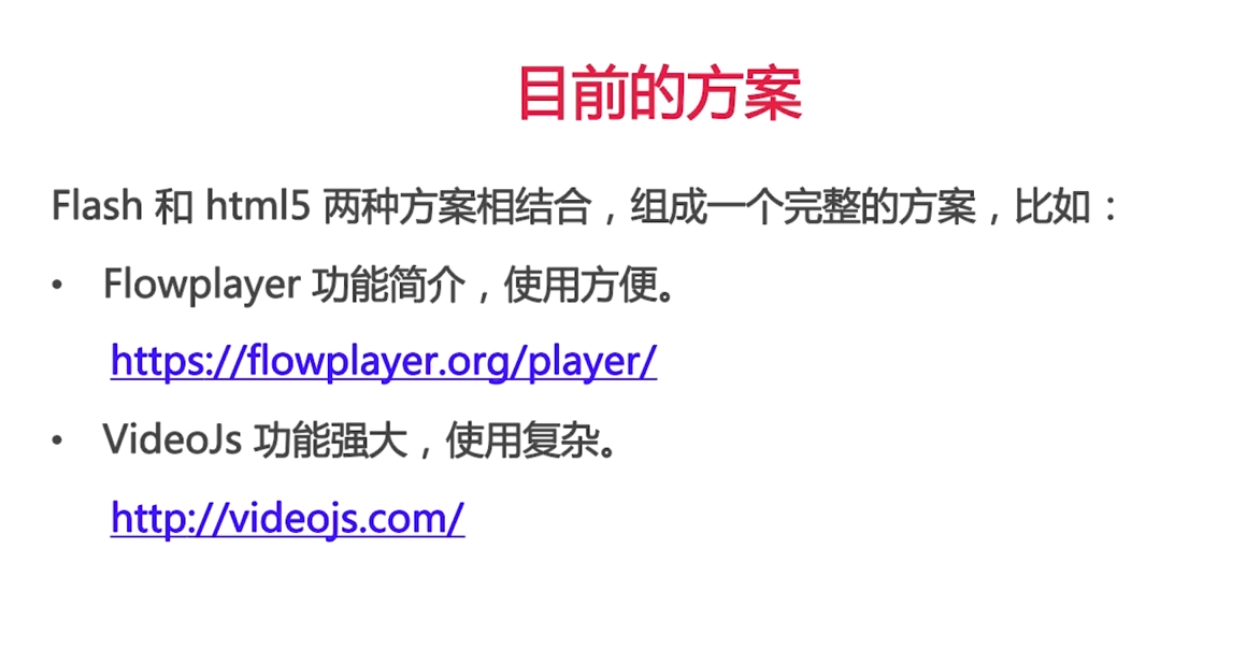 目前的方案
Flash 和 html5 两种方案相结合，组成一个完整的方案，比如：
• Flowplayer 功能简介，使用方便。
https://flowplayer.org/player/
• VideoJs 功能强大，使用复杂。
http://videojs.com/